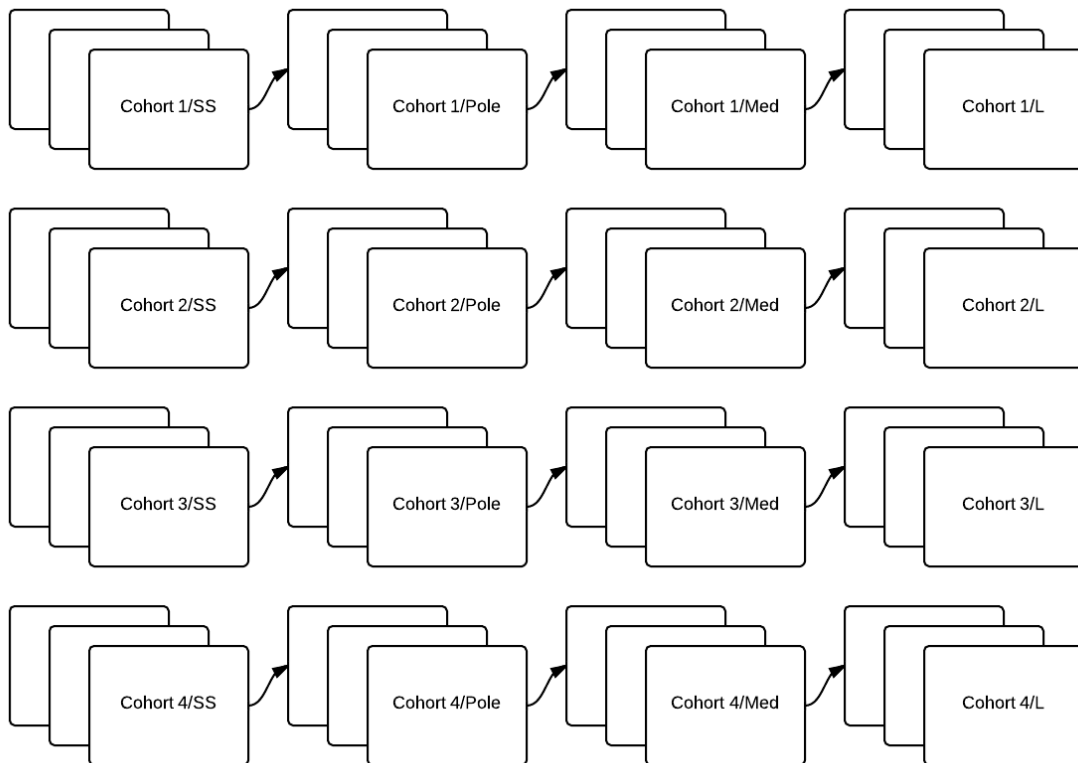 Cohort 1/SS
Cohort 1/Pole
Cohort 1/Med
Cohort 1/L
Cohort 2/SS
Cohort 2/Pole
Cohort 2/Med
Cohort 2/L
Cohort 3/SS
Cohort 3/Pole
Cohort 3/Med
Cohort 3/L
Cohort 4/SS
Cohort 4/Pole
Cohort 4/Med
Cohort 4/L